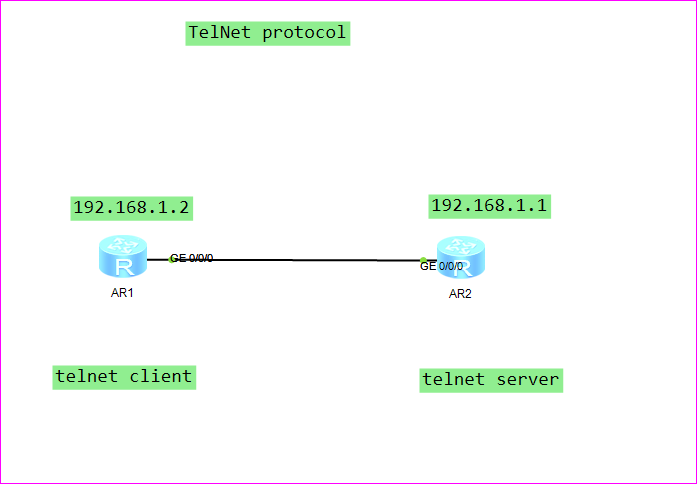 TelNet protocol
192.168.1.2
192.168.1.1
GE 0/0/0
GE 0/0/0
R
R
AR1
AR2
telnet client
telnet server